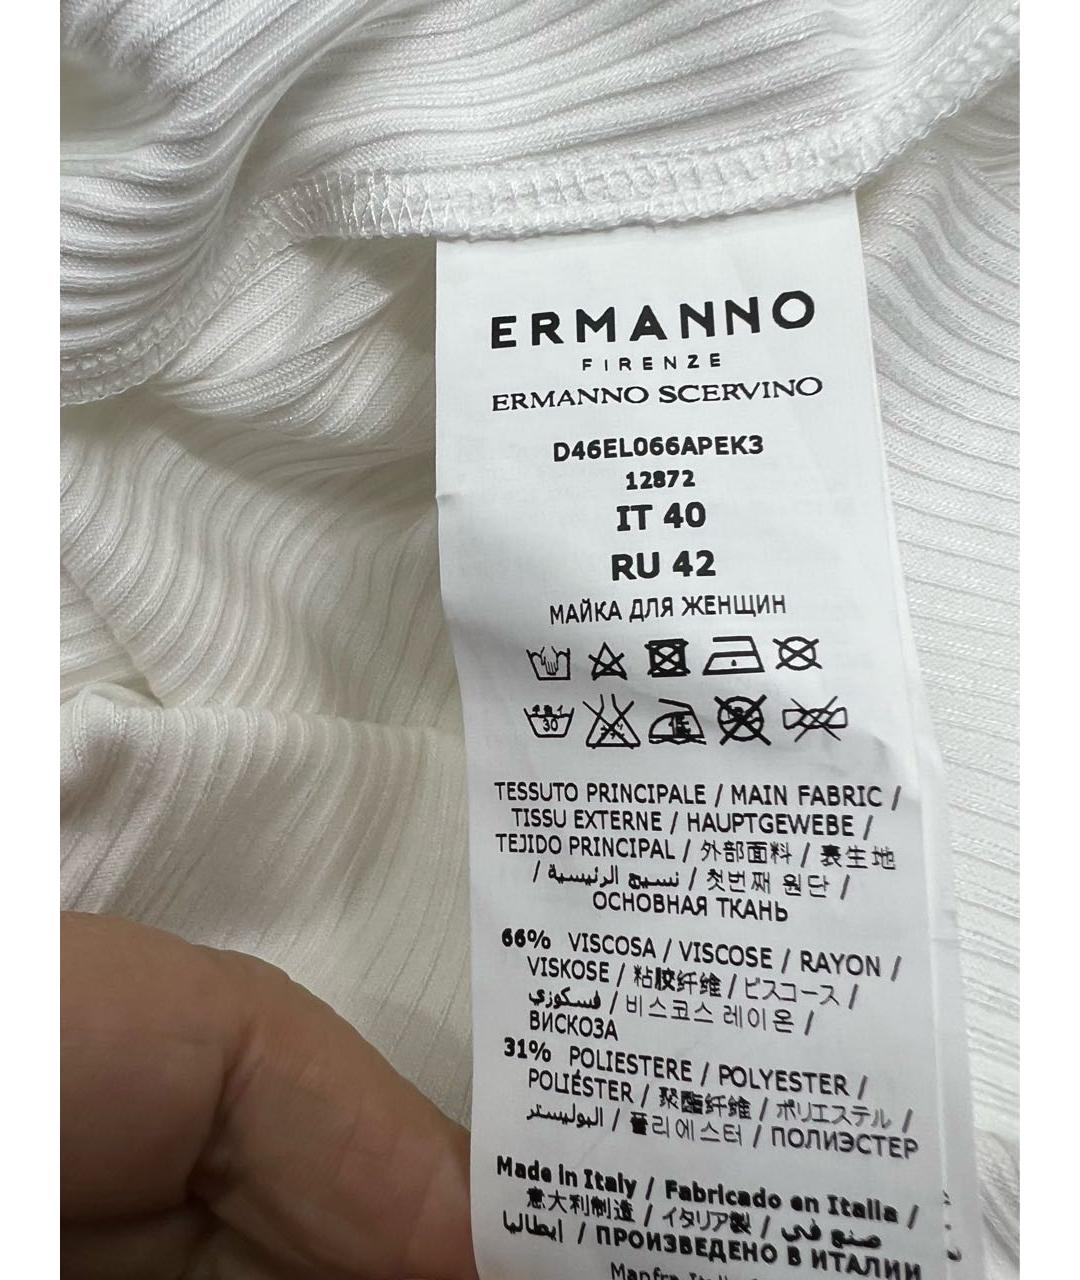 ERMANNO
FIRENZE
ERMANNO SCERVINO
D46EL066APEK3
12872
IT 40
RU 42
МАЙКА ДЛЯ ЖЕНЩИН
30
TESSUTO PRINCIPALE / MAIN FABRIC /
TISSU EXTERNE / HAUPTGEWEBE /
TEJIDO PRINCIPAL / 外部面料 / 表生地
/ نسيج الرئيسية / 첫번째 원단 /
ОСНОВНАЯ ТКАНЬ
66% VISCOSA / VISCOSE / RAYON /
VISKOSE / 粘胶纤维 / ビスコース /
فسكوزي / 비스코스 레이온 /
ВИСКОЗА
31% POLIESTERE / POLYESTER /
POLIÉSTER / 聚酯纤维 / ポリエステル /
البوليستر / 폴리에스터 / ПОЛИЭСТЕР
Made in Italy / Fabricado en Italia /
意大利制造 / イタリア製 / صنع في
إيطاليا / ПРОИЗВЕДЕНО В ИТАЛИИ